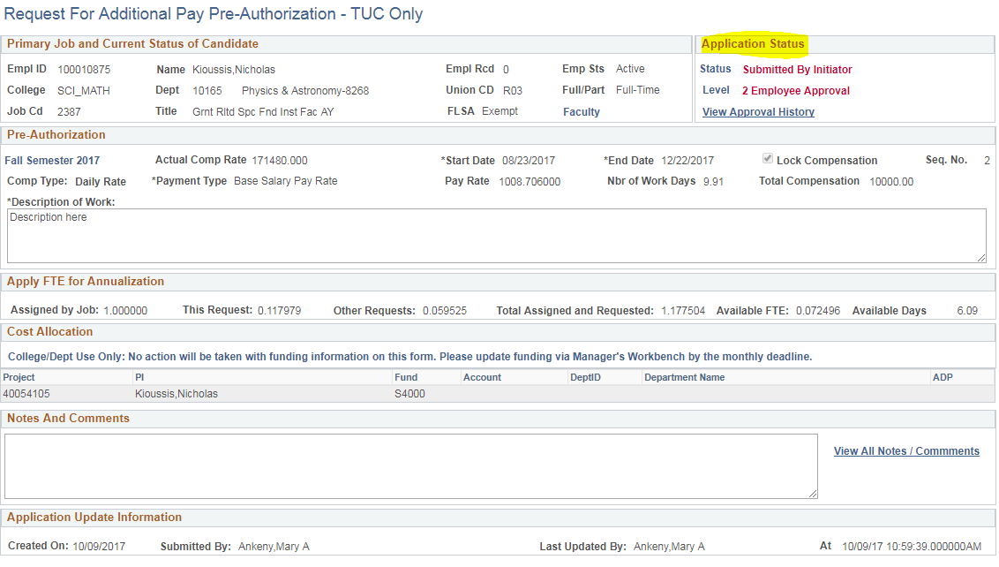 Request For Additional Pay Pre-Authorization - TUC Only
Primary Job and Current Status of Candidate
Application Status
Empl ID 100010875 Name Kioussis,Nicholas Empl Rcd 0 Emp Sts Active
Status Submitted By Initiator
College SCI_MATH Dept 10165 Physics & Astronomy-8268 Union CD R03 Full/Part Full-Time
Level 2 Employee Approval
Job Cd 2387 Title Grnt Rltd Spc Fnd Inst Fac AY FLSA Exempt Faculty
View Approval History
Pre-Authorization
Fall Semester 2017 Actual Comp Rate 171480.000 *Start Date 08/23/2017 *End Date 12/22/2017 Lock Compensation Seq. No. 2
Comp Type: Daily Rate *Payment Type Base Salary Pay Rate Pay Rate 1008.706000 Nbr of Work Days 9.91 Total Compensation 10000.00
*Description of Work:
Description here
Apply FTE for Annualization
Assigned by Job: 1.000000 This Request: 0.117979 Other Requests: 0.059525 Total Assigned and Requested: 1.177504 Available FTE: 0.072496 Available Days 6.09
Cost Allocation
College/Dept Use Only: No action will be taken with funding information on this form. Please update funding via Manager's Workbench by the monthly deadline.
Project PI Fund Account DeptID Department Name ADP
40054105 Kioussis,Nicholas S4000
Notes And Comments
View All Notes / Commments
Application Update Information
Created On: 10/09/2017 Submitted By: Ankeny,Mary A Last Updated By: Ankeny,Mary A At 10/09/17 10:59:39.000000AM